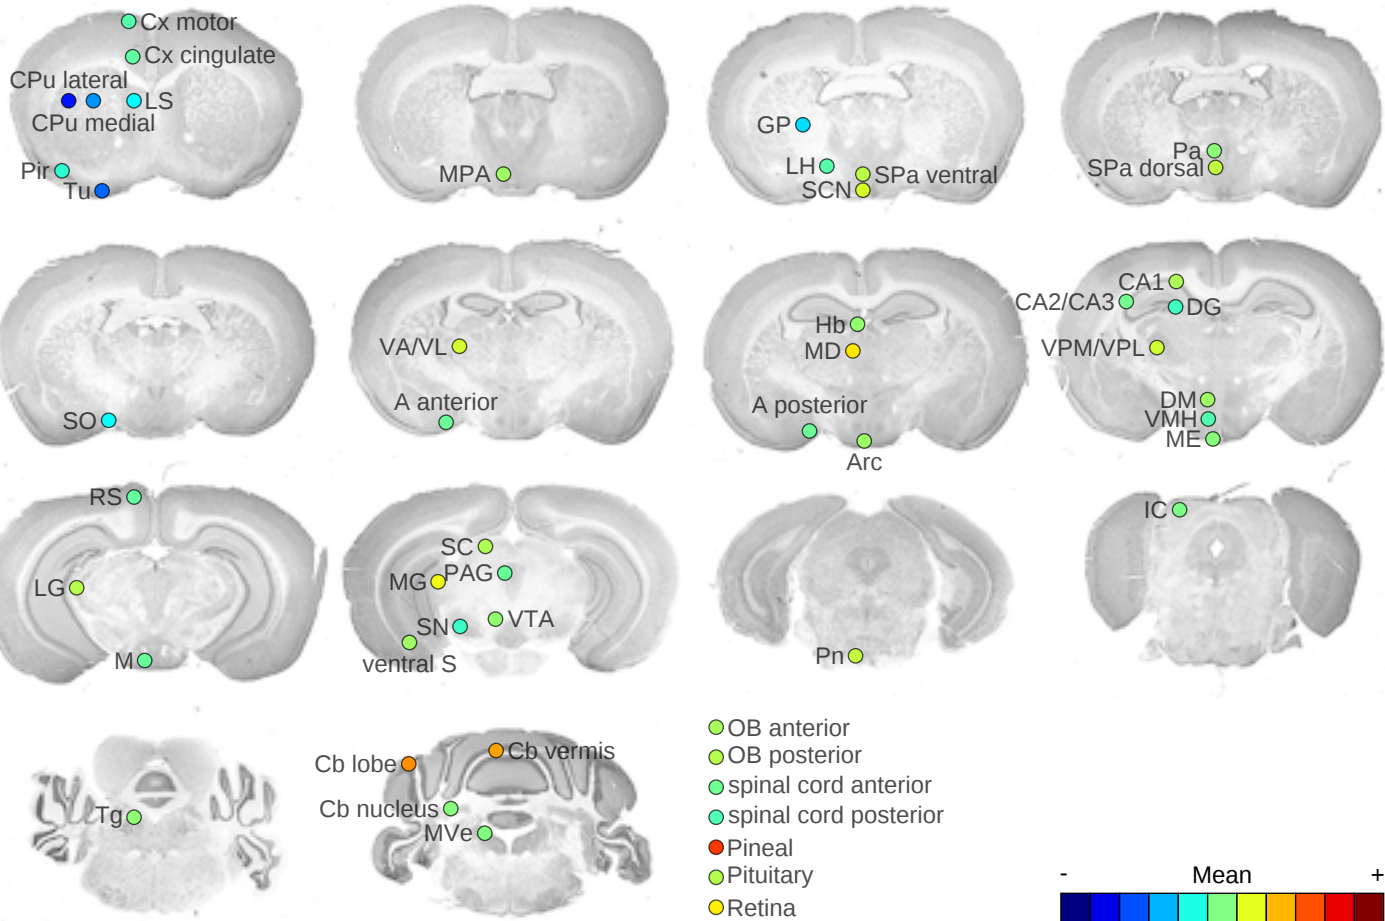 Cx motor
Cx cingulate
CPu lateral
LS
CPu medial
Pir
Tu
MPA
GP
LH
SPa ventral
SCN
Pa
SPa dorsal
SO
VA/VL
A anterior
Hb
MD
A posterior
Arc
CA1
CA2/CA3
DG
VPM/VPL
DM
VMH
ME
RS
LG
M
SC
MG
PAG
SN
VTA
ventral S
Pn
IC
Tg
Cb lobe
Cb vermis
Cb nucleus
MVe
OB anterior
OB posterior
spinal cord anterior
spinal cord posterior
Pineal
Pituitary
Retina
- Mean +